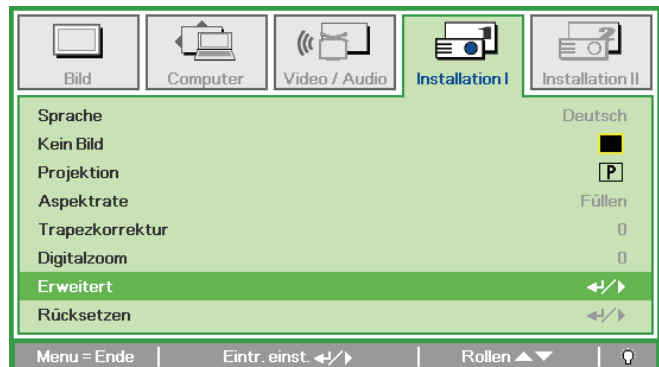 Bild
Computer
Video / Audio
Installation I
Installation II
Sprache Deutsch
Kein Bild
Projektion P
Aspektrate Füllen
Trapezkorrektur 0
Digitalzoom 0
Erweitert
Rücksetzen
Menu = Ende Eintr. einst. Rollen